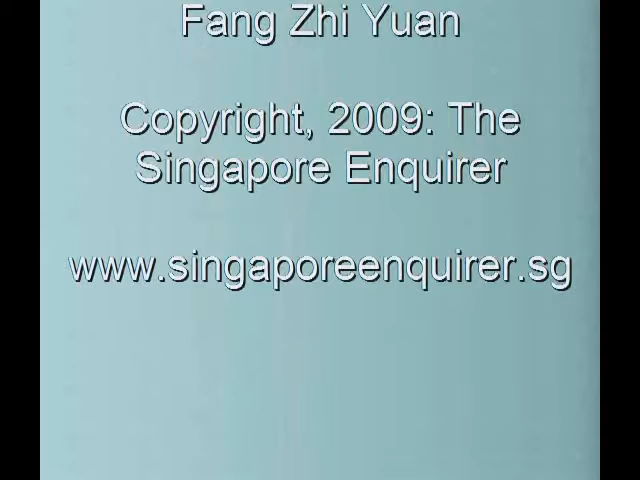 Fang Zhi Yuan
Copyright, 2009: The
Singapore Enquirer
www.singaporeenquirer.sg